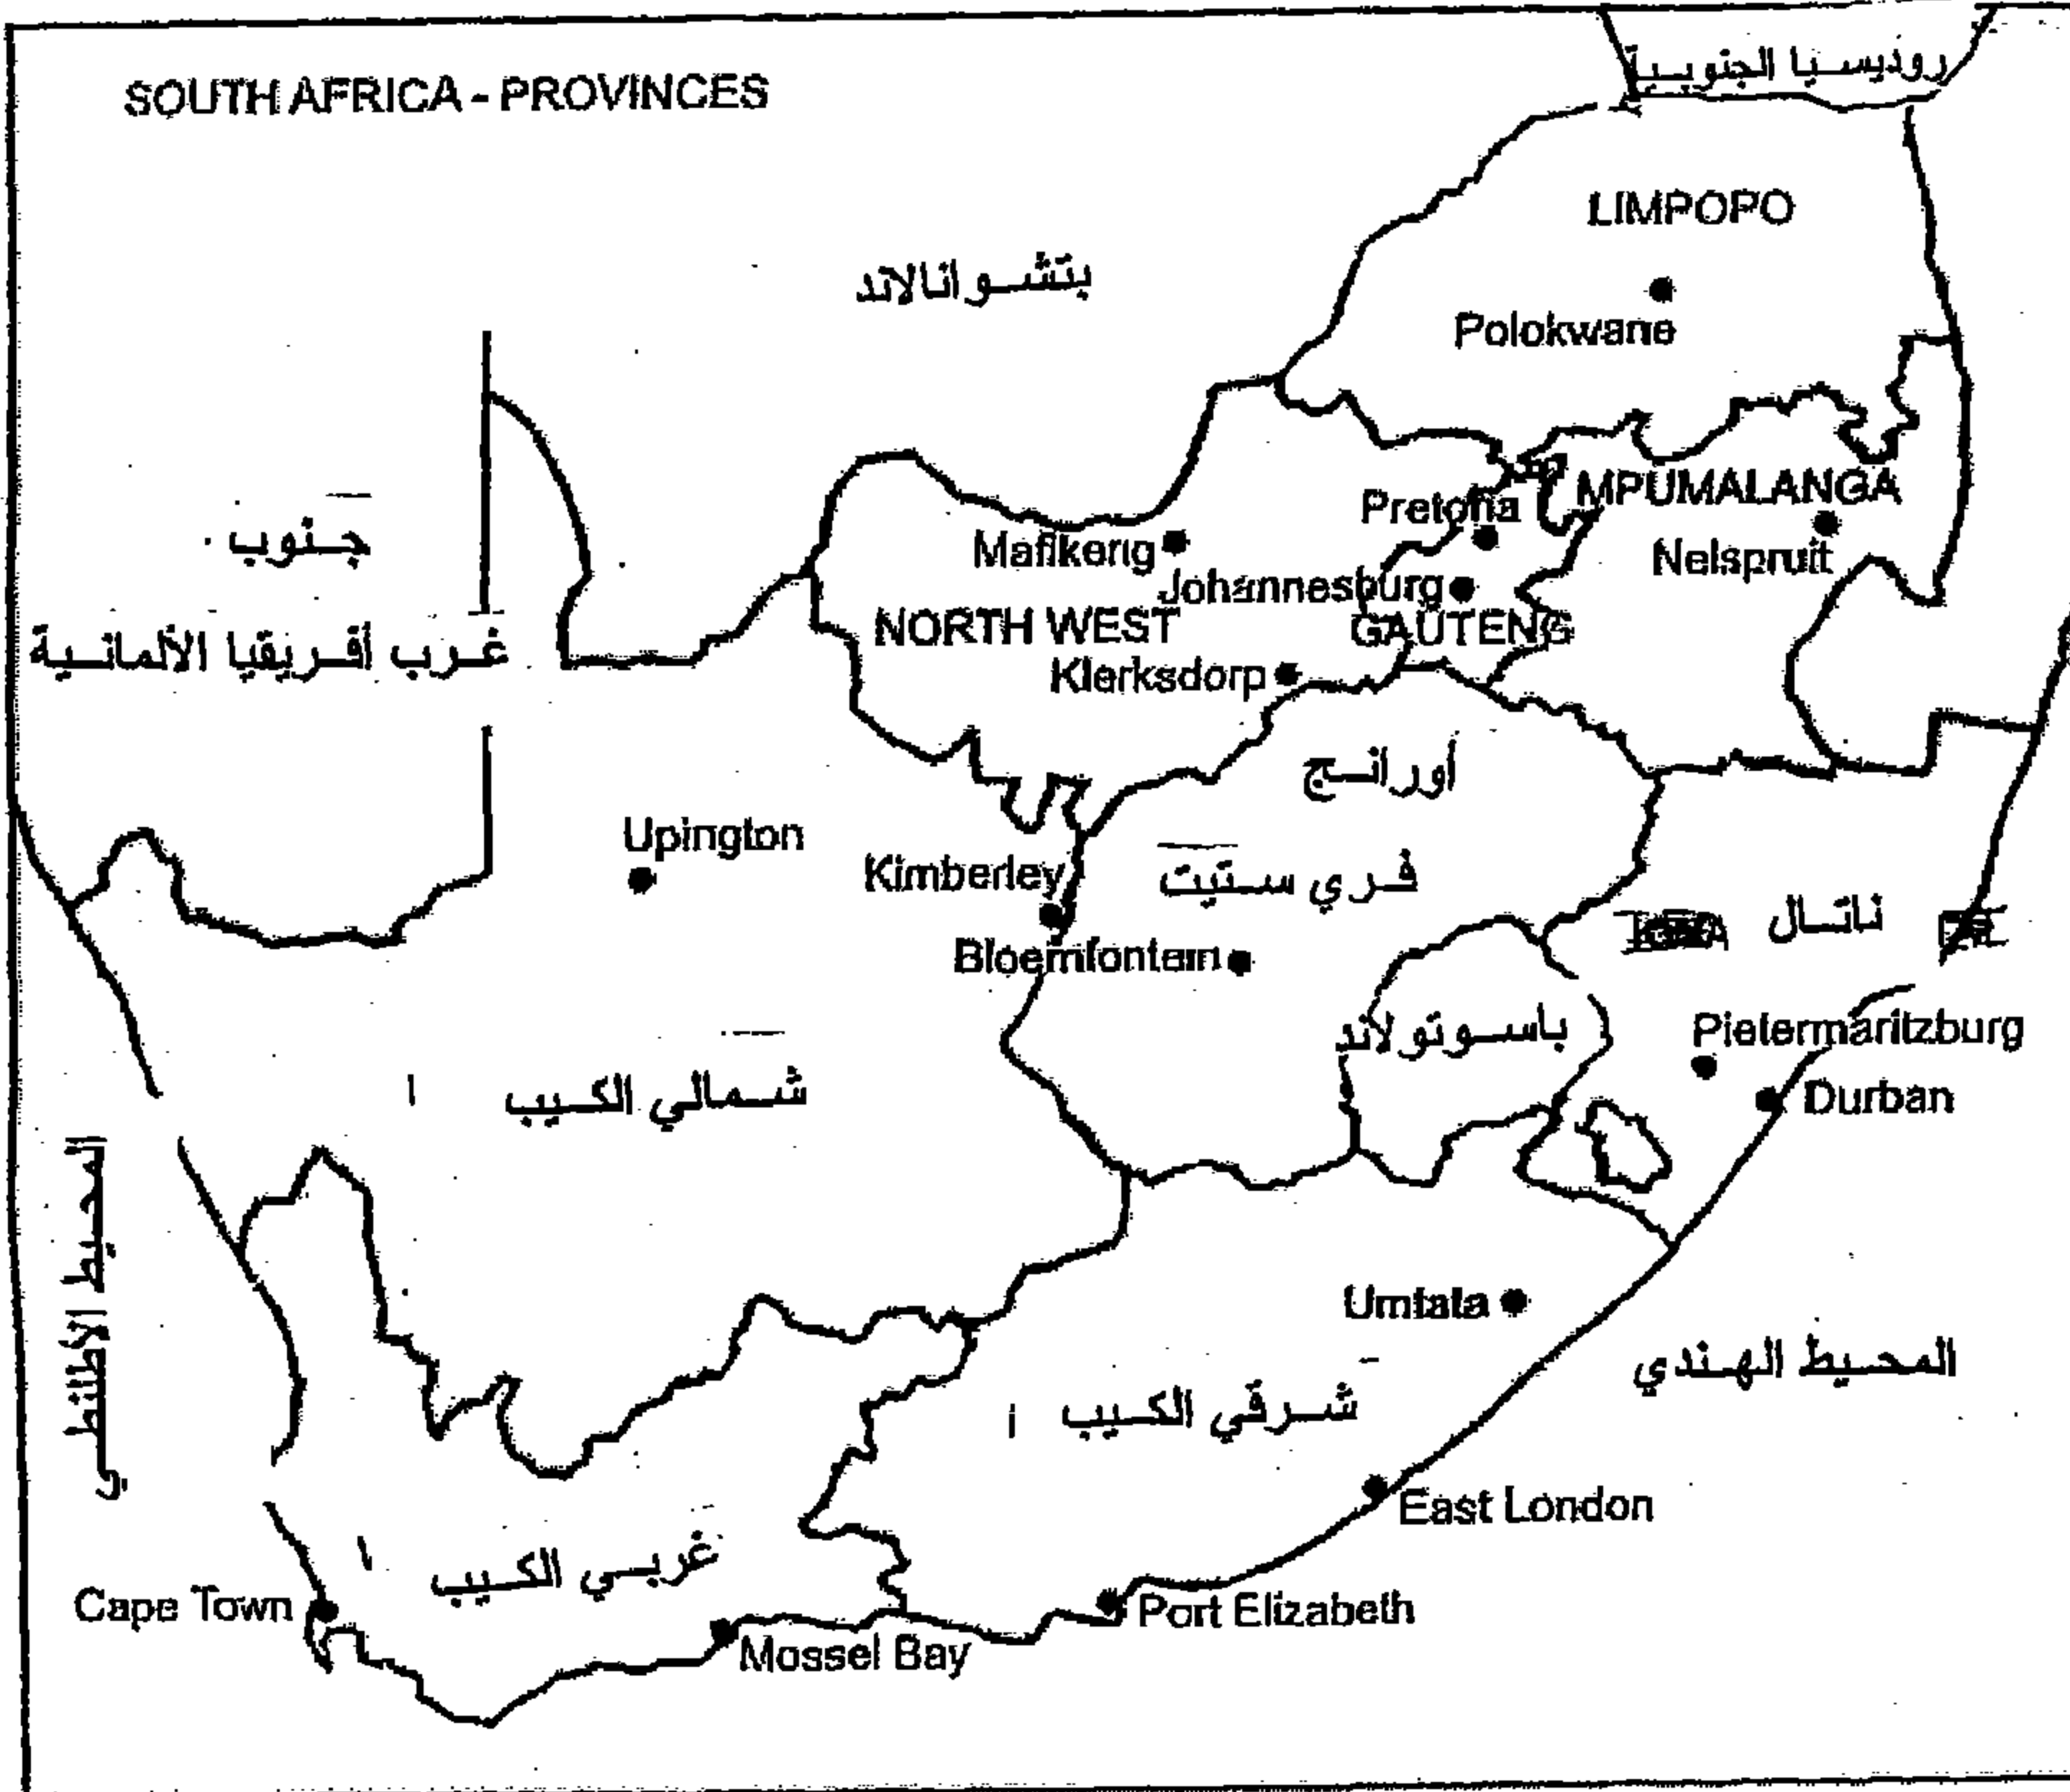 SOUTH AFRICA - PROVINCES
روديسيا الجنوبية
LIMPOPO
بتشوانالاند
Polokwane
MPUMALANGA
Pretoria
جنوب
Mafikeng
Nelspruit
Johannesburg
NORTH WEST
GAUTENG
غرب أفريقيا الألمانية
Klerksdorp
أورانج
Upington
Kimberley
فري ستيت
ناتال
Bloemfontein
باسوتولاند
Pietermaritzburg
شمالي الكيب
Durban
المحيط الأطلنطي
Umtata
المحيط الهندي
شرقي الكيب
East London
غربي الكيب
Cape Town
Port Elizabeth
Mossel Bay